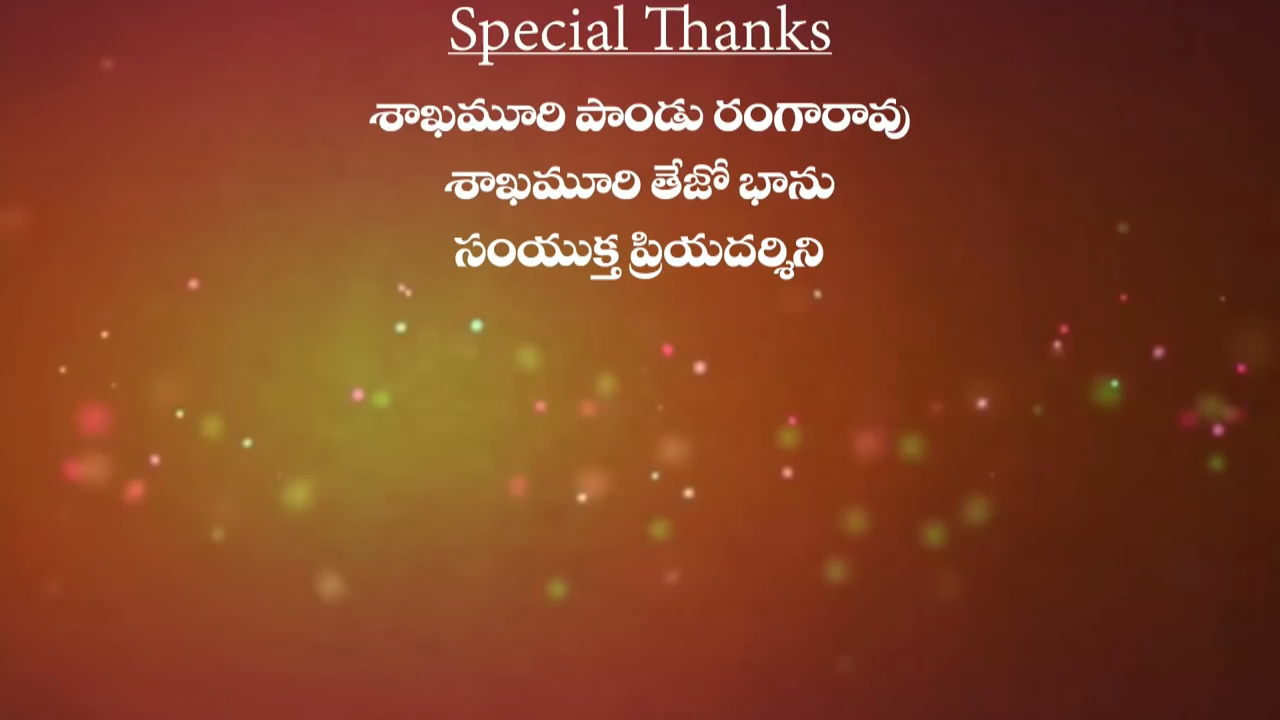 Special Thanks
శాఖమూరి పాండు రంగారావు
శాఖమూరి తేజో భాను
సంయుక్త ప్రియదర్శిని